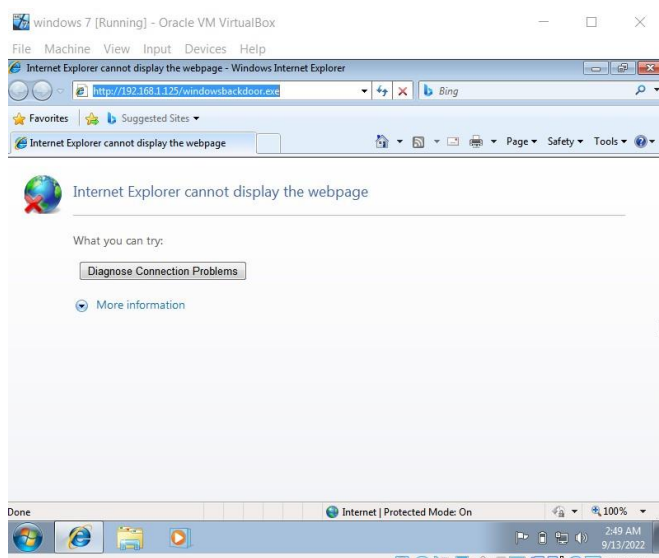 windows 7 [Running] - Oracle VM VirtualBox
File Machine View Input Devices Help
Internet Explorer cannot display the webpage - Windows Internet Explorer
http://192.168.1.125/windowsbackdoor.exe
Bing
Favorites Suggested Sites
Internet Explorer cannot display the webpage
Page Safety Tools
Internet Explorer cannot display the webpage
What you can try:
Diagnose Connection Problems
More information
Done
Internet | Protected Mode: On
100%
2:49 AM
9/13/2022